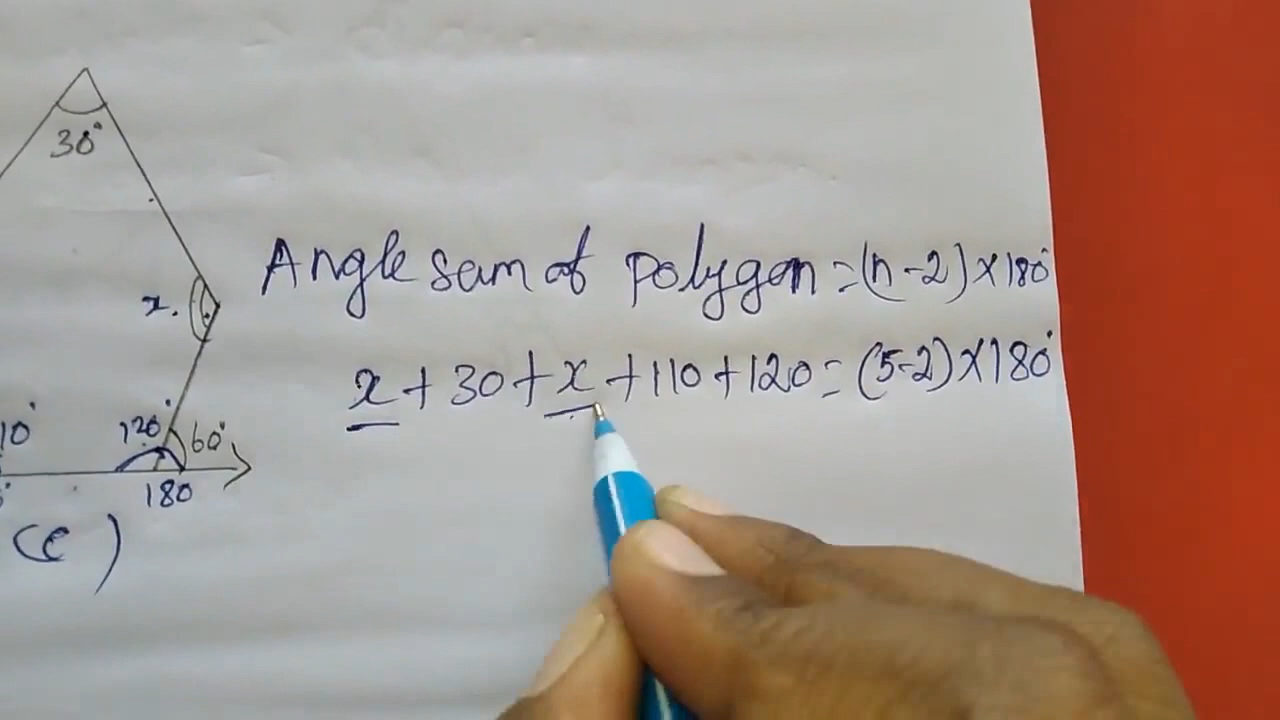 30°
Angle sum of polygon = (n-2)×180°
x.
x + 30 + x + 110 + 120 = (5-2)×180°
10°
120°
60°
180
(c)